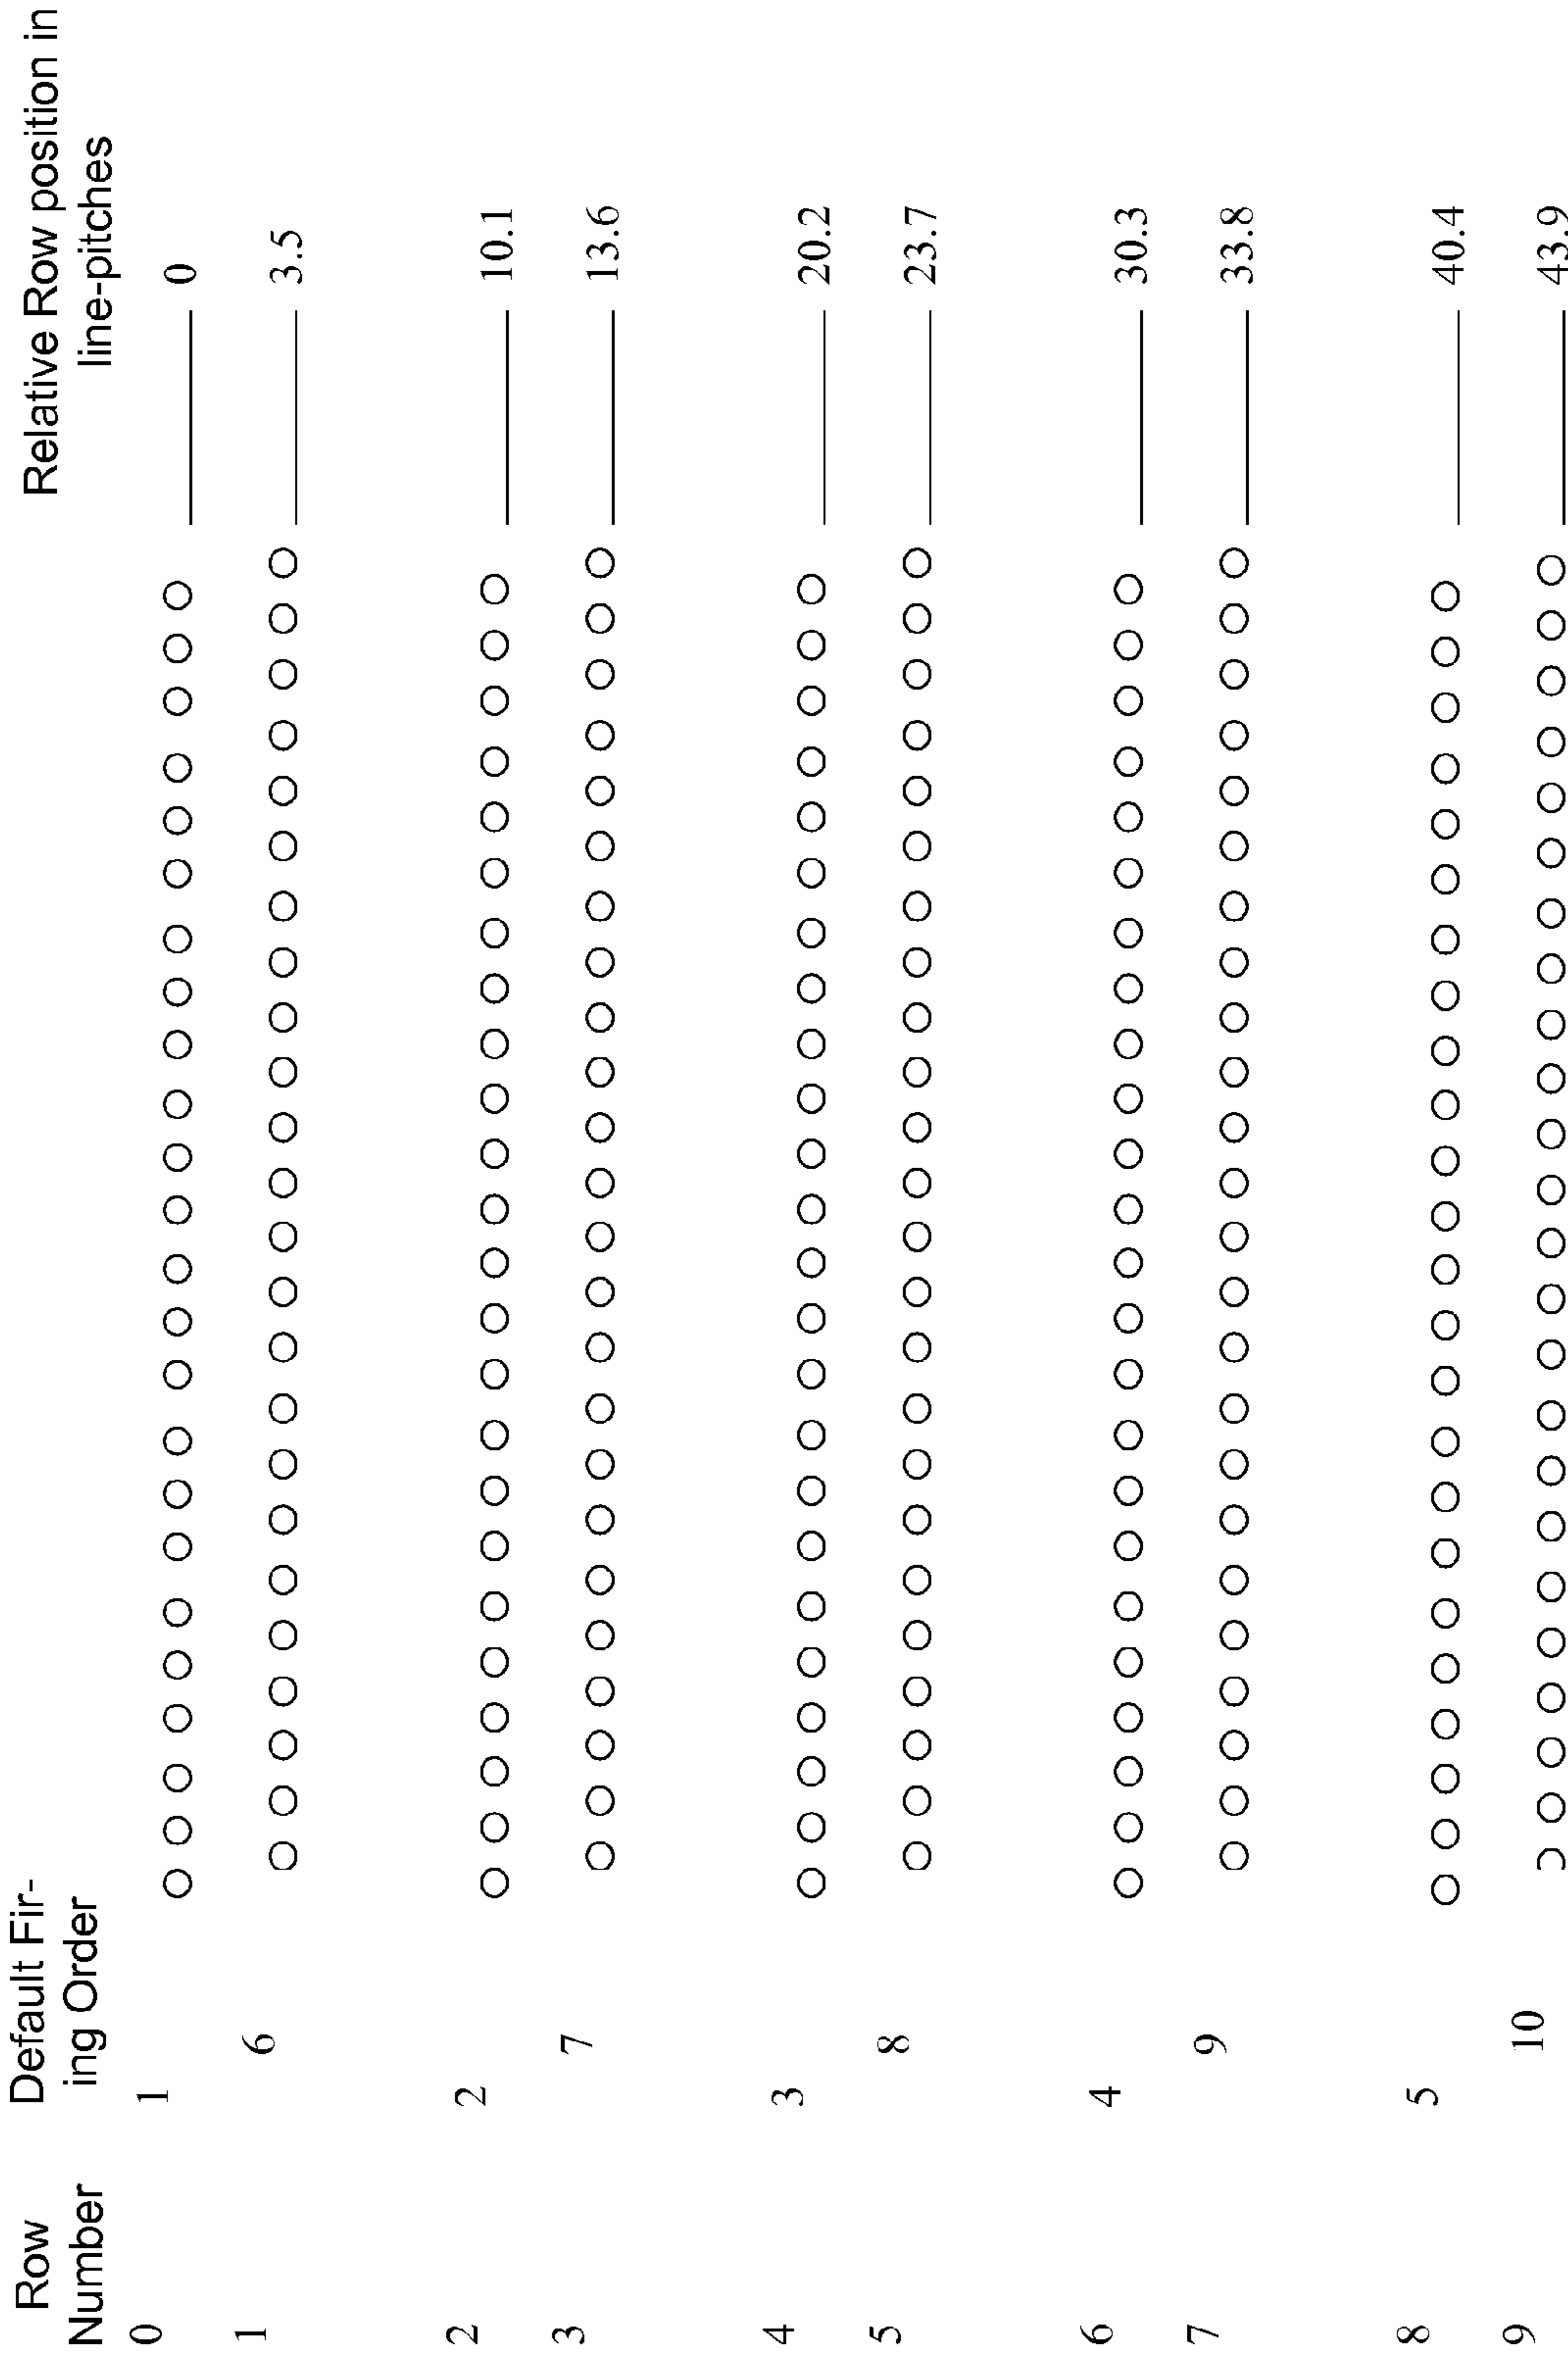 Row
Number
Default Fir-
ing Order
Relative Row position in
line-pitches
0 1 0
1 6 3.5
2 2 10.1
3 7 13.6
4 3 20.2
5 8 23.7
6 4 30.3
7 9 33.8
8 5 40.4
9 10 43.9